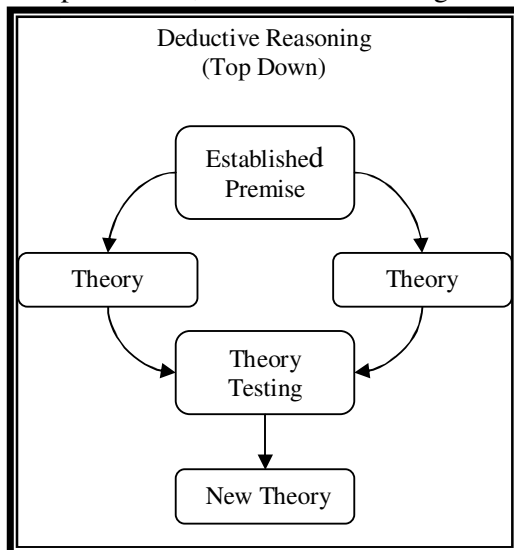 Deductive Reasoning
(Top Down)
Established
Premise
Theory
Theory
Theory
Testing
New Theory